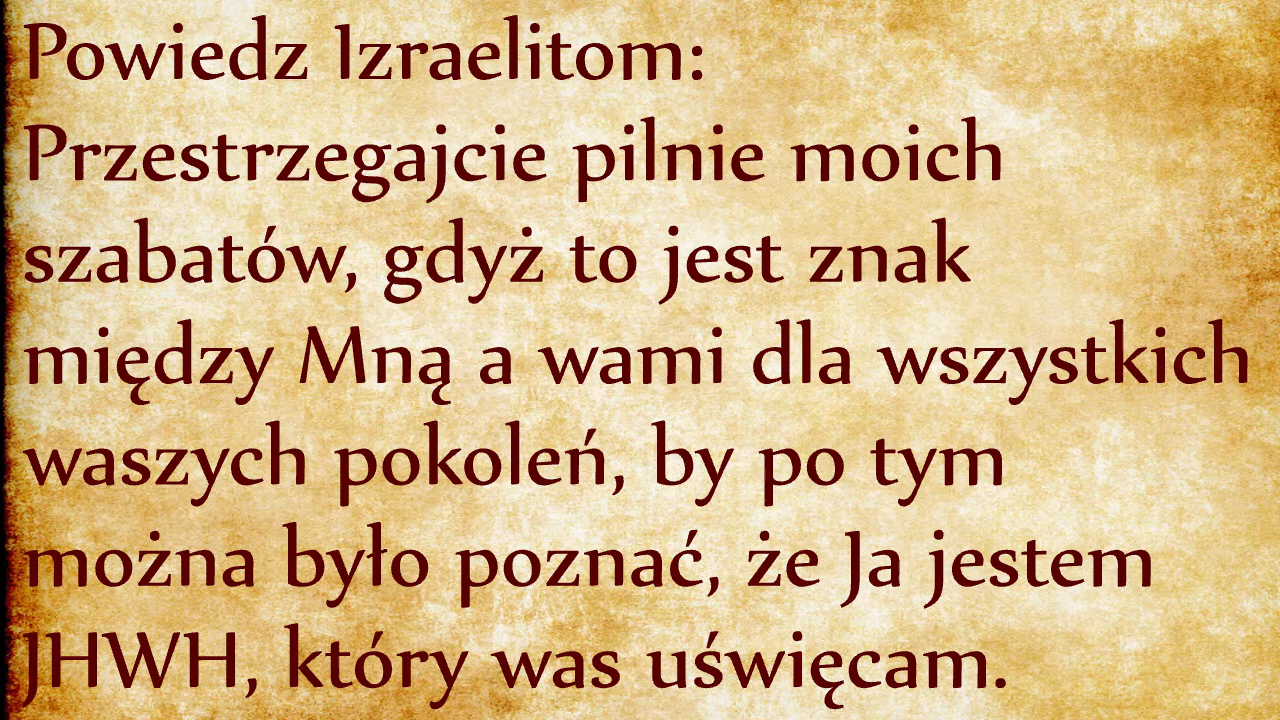 Powiedz Izraelitom:
Przestrzegajcie pilnie moich
szabatów, gdyż to jest znak
między Mną a wami dla wszystkich
waszych pokoleń, by po tym
można było poznać, że Ja jestem
JHWH, który was uświęcam.